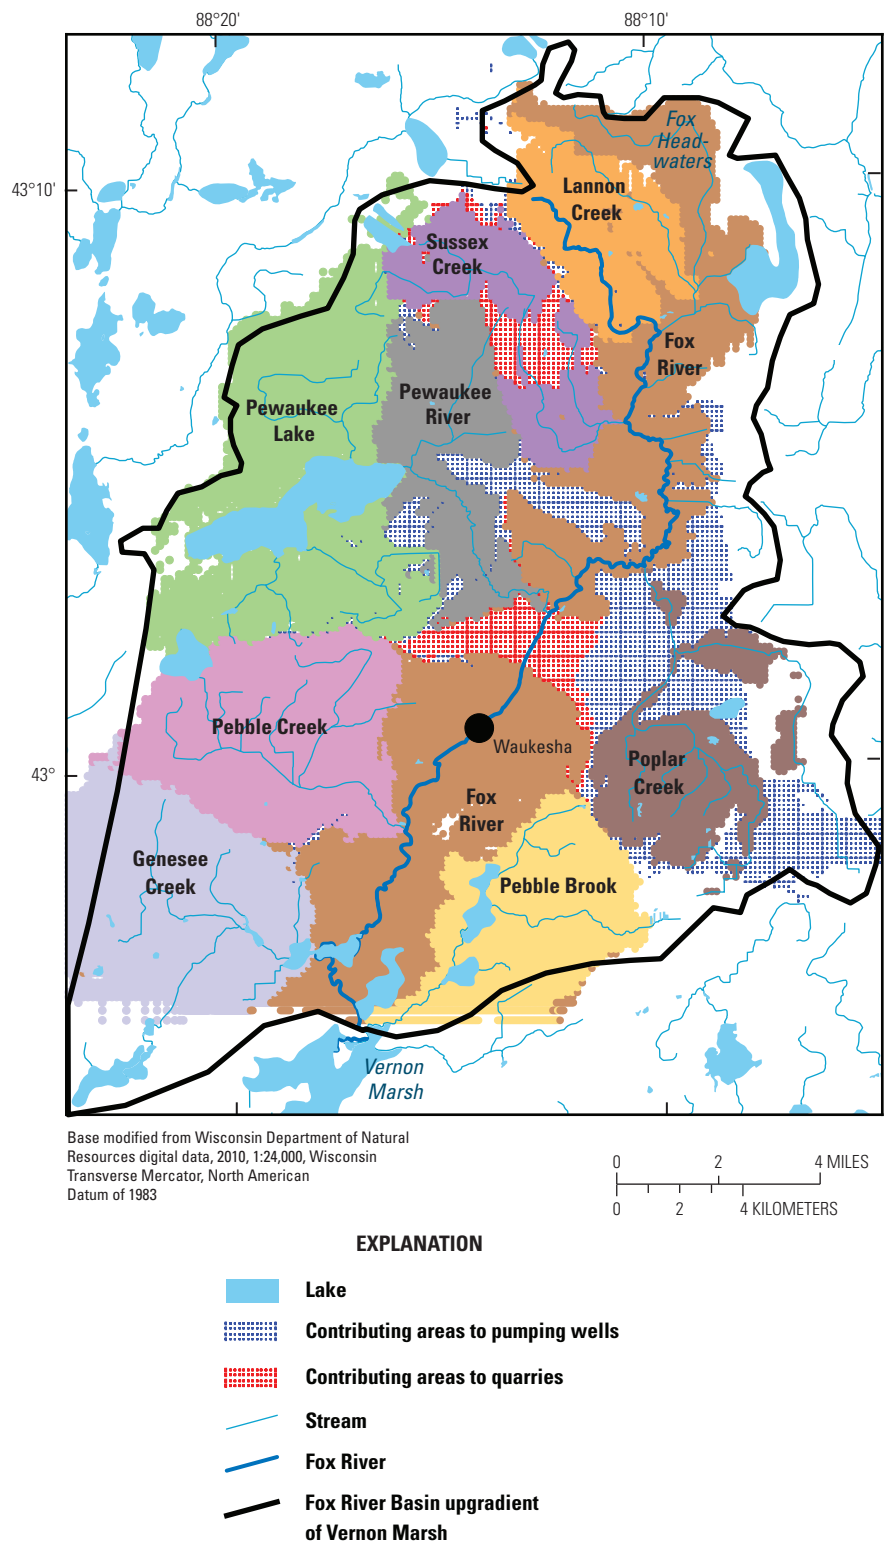 88°20'
88°10'
Fox
Head-
waters
43°10'
Lannon
Creek
Sussex
Creek
Fox
River
Pewaukee
River
Pewaukee
Lake
Pebble Creek
Waukesha
Poplar
Creek
43°
Fox
River
Genesee
Creek
Pebble Brook
Vernon
Marsh
Base modified from Wisconsin Department of Natural
Resources digital data, 2010, 1:24,000, Wisconsin
Transverse Mercator, North American
Datum of 1983
0 2 4 MILES
0 2 4 KILOMETERS
EXPLANATION
Lake
Contributing areas to pumping wells
Contributing areas to quarries
Stream
Fox River
Fox River Basin upgradient
of Vernon Marsh